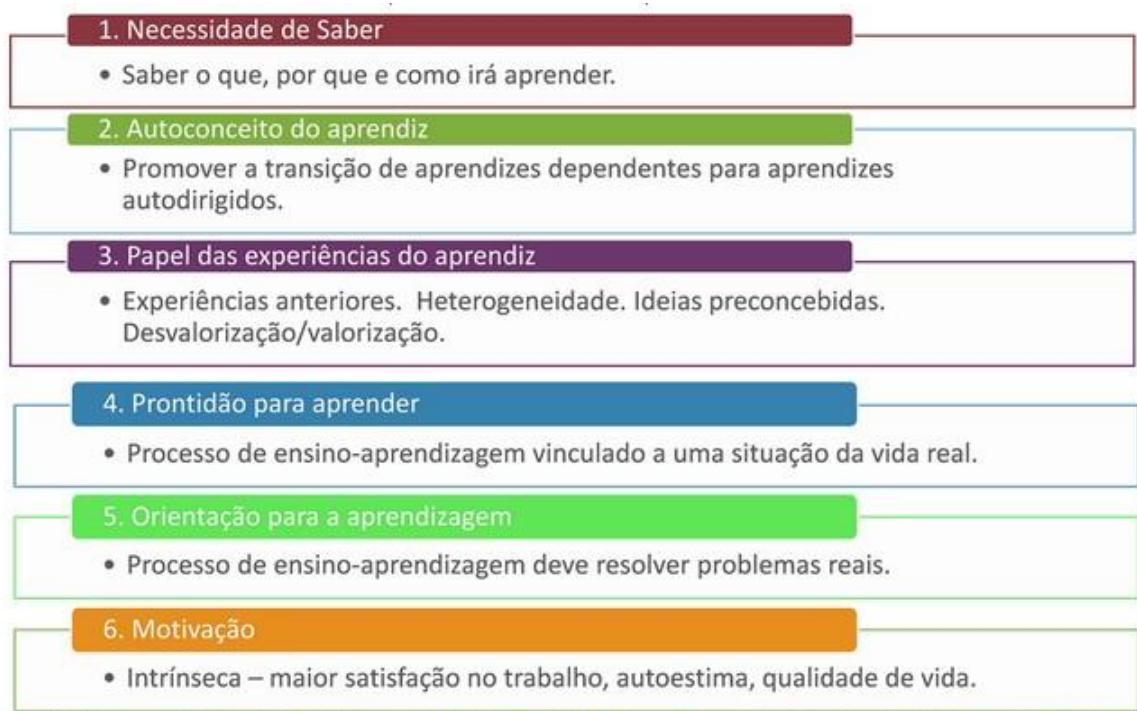 1. Necessidade de Saber
• Saber o que, por que e como irá aprender.
2. Autoconceito do aprendiz
• Promover a transição de aprendizes dependentes para aprendizes
autodirigidos.
3. Papel das experiências do aprendiz
• Experiências anteriores.  Heterogeneidade. Ideias preconcebidas.
Desvalorização/valorização.
4. Prontidão para aprender
• Processo de ensino-aprendizagem vinculado a uma situação da vida real.
5. Orientação para a aprendizagem
• Processo de ensino-aprendizagem deve resolver problemas reais.
6. Motivação
• Intrínseca – maior satisfação no trabalho, autoestima, qualidade de vida.